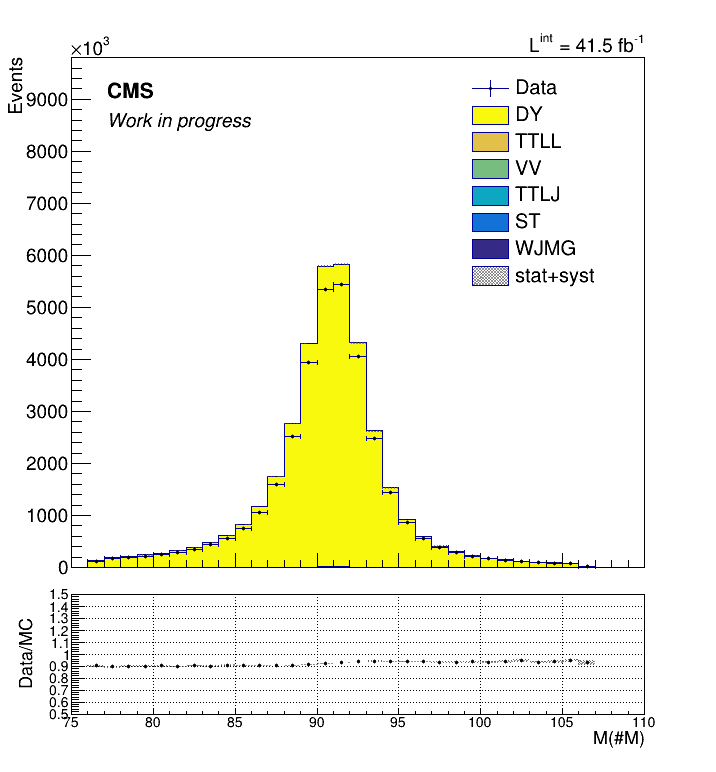 ×10³
L^int = 41.5 fb⁻¹
Events
CMS
Work in progress
Data
DY
TTLL
VV
TTLJ
ST
WJMG
stat+syst
9000
8000
7000
6000
5000
4000
3000
2000
1000
0
Data/MC
1.5
1.4
1.3
1.2
1.1
1
0.9
0.8
0.7
0.6
0.5
75 80 85 90 95 100 105 110
M(#M)